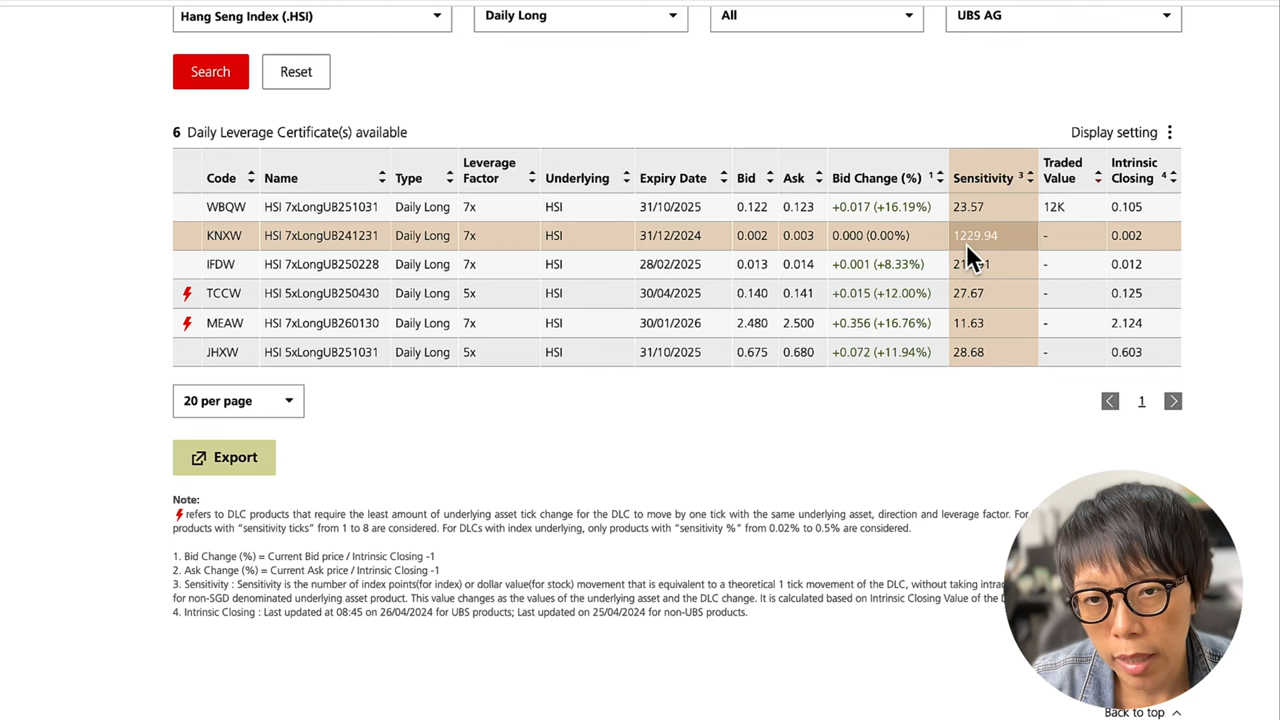 Hang Seng Index (.HSI) Daily Long All UBS AG
Search Reset
6 Daily Leverage Certificate(s) available Display setting
Code Name Type Leverage Factor Underlying Expiry Date Bid Ask Bid Change (%) 1 Sensitivity 3 Traded Value Intrinsic Closing 4
WBQW HSI 7xLongUB251031 Daily Long 7x HSI 31/10/2025 0.122 0.123 +0.017 (+16.19%) 23.57 12K 0.105
KNXW HSI 7xLongUB241231 Daily Long 7x HSI 31/12/2024 0.002 0.003 0.000 (0.00%) 1229.94 - 0.002
IFDW HSI 7xLongUB250228 Daily Long 7x HSI 28/02/2025 0.013 0.014 +0.001 (+8.33%) - 0.012
TCCW HSI 5xLongUB250430 Daily Long 5x HSI 30/04/2025 0.140 0.141 +0.015 (+12.00%) 27.67 - 0.125
MEAW HSI 7xLongUB260130 Daily Long 7x HSI 30/01/2026 2.480 2.500 +0.356 (+16.76%) 11.63 - 2.124
JHXW HSI 5xLongUB251031 Daily Long 5x HSI 31/10/2025 0.675 0.680 +0.072 (+11.94%) 28.68 - 0.603
20 per page 1
Export
Note:
refers to DLC products that require the least amount of underlying asset tick change for the DLC to move by one tick with the same underlying asset, direction and leverage factor. For
products with "sensitivity ticks" from 1 to 8 are considered. For DLCs with index underlying, only products with "sensitivity %" from 0.02% to 0.5% are considered.
1. Bid Change (%) = Current Bid price / Intrinsic Closing -1
2. Ask Change (%) = Current Ask price / Intrinsic Closing -1
3. Sensitivity : Sensitivity is the number of index points(for index) or dollar value(for stock) movement that is equivalent to a theoretical 1 tick movement of the DLC, without taking
for non-SGD denominated underlying asset product. This value changes as the values of the underlying asset and the DLC change. It is calculated based on Intrinsic Closing Value of the
4. Intrinsic Closing : Last updated at 08:45 on 26/04/2024 for UBS products; Last updated on 25/04/2024 for non-UBS products.
Back to top